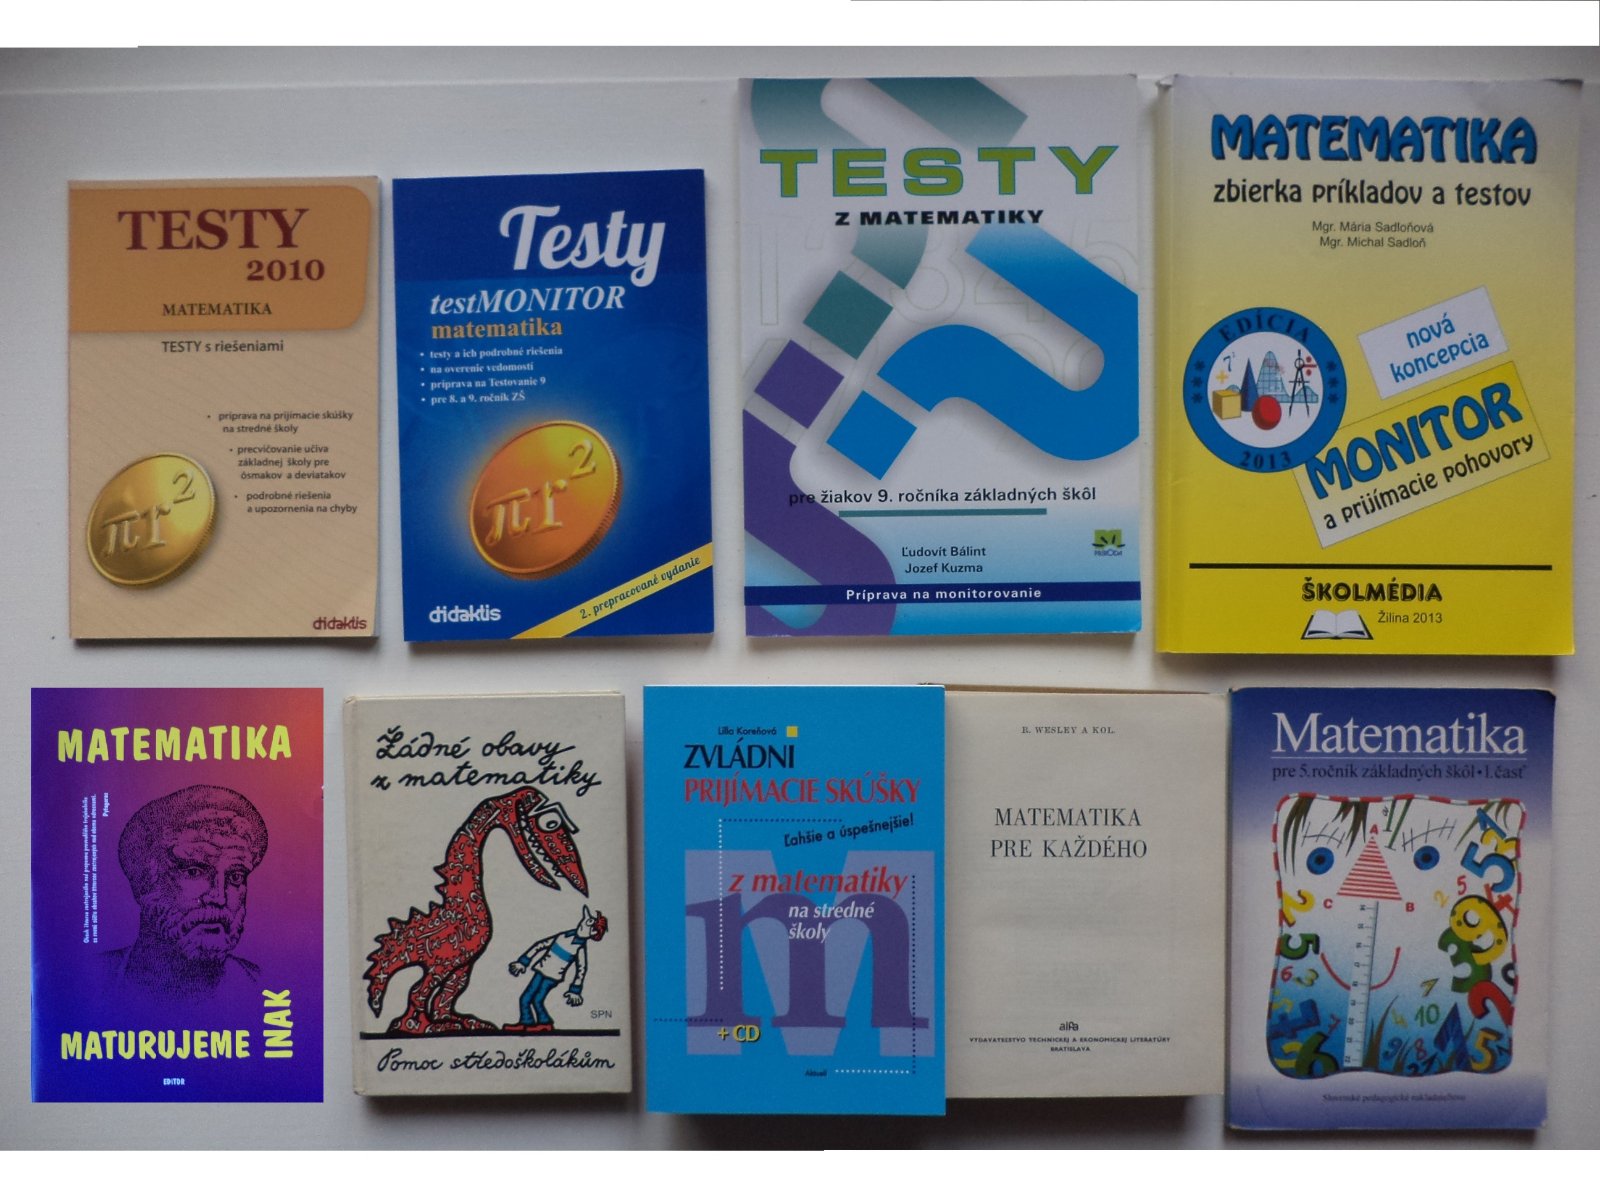 TESTY
2010
MATEMATIKA
TESTY s riešeniami
• príprava na prijímacie skúšky
na stredné školy
• precvičovanie učiva
základnej školy pre
ôsmakov a deviatakov
• podrobné riešenia
a upozornenia na chyby
πr²
didaktis
Testy
testMONITOR
matematika
• testy a ich podrobné riešenia
• na overenie vedomostí
• príprava na Testovanie 9
• pre 8. a 9. ročník ZŠ
πr²
2. prepracované vydanie
didaktis
TESTY
Z MATEMATIKY
pre žiakov 9. ročníka základných škôl
Ľudovít Bálint
Jozef Kuzma
PRÍRODA
Príprava na monitorovanie
MATEMATIKA
zbierka príkladov a testov
Mgr. Mária Sadloňová
Mgr. Michal Sadloň
EDÍCIA
2013
nová
koncepcia
MONITOR
a prijímacie pohovory
ŠKOLMÉDIA
Žilina 2013
MATEMATIKA
Pytagoras
MATURUJEME
INAK
EDITOR
Žádné obavy
z matematiky
SPN
Pomoc středoškolákům
Lilla Koreňová
ZVLÁDNI
PRIJÍMACIE SKÚŠKY
Ľahšie a úspešnejšie!
z matematiky
na stredné
školy
m
+ CD
Aktuell
R. WESLEY A KOL.
MATEMATIKA
PRE KAŽDÉHO
alfa
VYDAVATEĽSTVO TECHNICKEJ A EKONOMICKEJ LITERATÚRY
BRATISLAVA
Matematika
pre 5. ročník základných škôl • 1. časť
A
C
B
Slovenské pedagogické nakladateľstvo